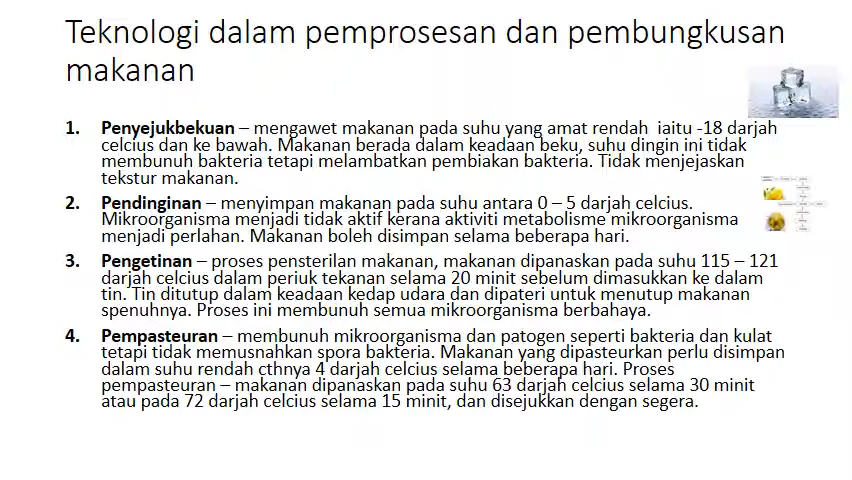 Teknologi dalam pemprosesan dan pembungkusan
makanan
1. Penyejukbekuan – mengawet makanan pada suhu yang amat rendah iaitu -18 darjah
celcius dan ke bawah. Makanan berada dalam keadaan beku, suhu dingin ini tidak
membunuh bakteria tetapi melambatkan pembiakan bakteria. Tidak menjejaskan
tekstur makanan.
2. Pendinginan – menyimpan makanan pada suhu antara 0 – 5 darjah celcius.
Mikroorganisma menjadi tidak aktif kerana aktiviti metabolisme mikroorganisma
menjadi perlahan. Makanan boleh disimpan selama beberapa hari.
3. Pengetinan – proses pensterilan makanan, makanan dipanaskan pada suhu 115 – 121
darjah celcius dalam periuk tekanan selama 20 minit sebelum dimasukkan ke dalam
tin. Tin ditutup dalam keadaan kedap udara dan dipateri untuk menutup makanan
spenuhnya. Proses ini membunuh semua mikroorganisma berbahaya.
4. Pempasteuran – membunuh mikroorganisma dan patogen seperti bakteria dan kulat
tetapi tidak memusnahkan spora bakteria. Makanan yang dipasteurkan perlu disimpan
dalam suhu rendah cthnya 4 darjah celcius selama beberapa hari. Proses
pempasteuran – makanan dipanaskan pada suhu 63 darjah celcius selama 30 minit
atau pada 72 darjah celcius selama 15 minit, dan disejukkan dengan segera.